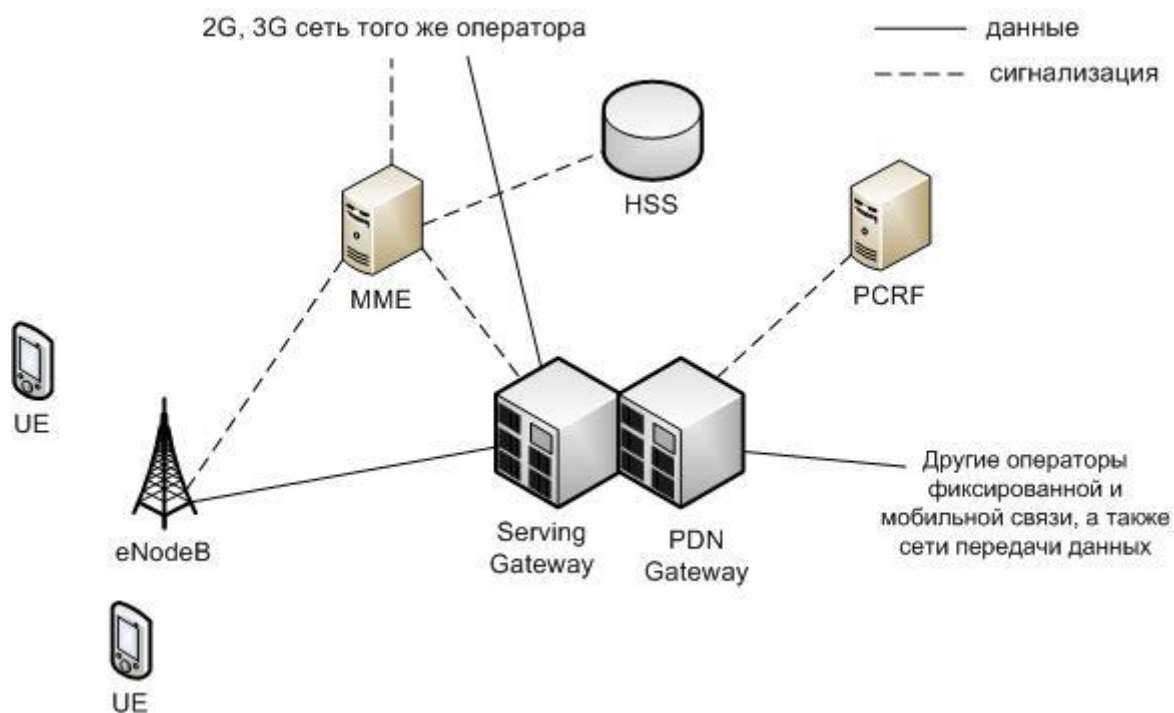 2G, 3G сеть того же оператора
данные
сигнализация
HSS
MME
PCRF
UE
eNodeB
Serving
Gateway
PDN
Gateway
Другие операторы
фиксированной и
мобильной связи, а также
сети передачи данных
UE